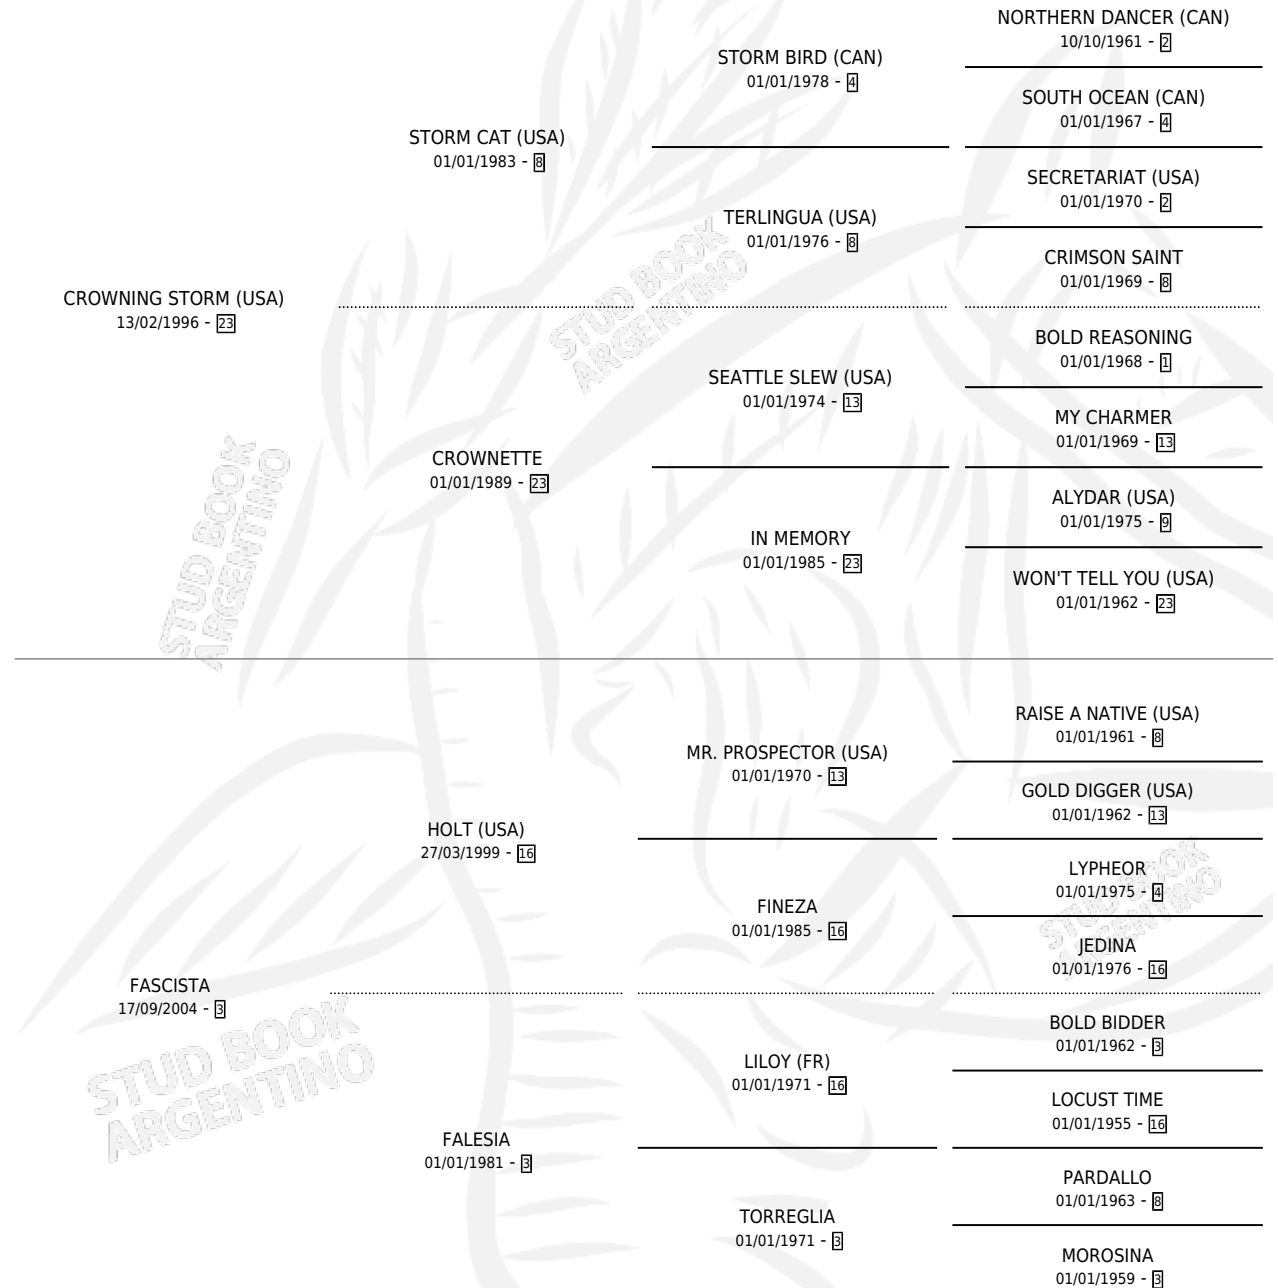 NORTHERN DANCER (CAN)
10/10/1961 - 2
STORM BIRD (CAN)
01/01/1978 - 4
SOUTH OCEAN (CAN)
01/01/1967 - 4
STORM CAT (USA)
01/01/1983 - 8
SECRETARIAT (USA)
01/01/1970 - 2
TERLINGUA (USA)
01/01/1976 - 8
CRIMSON SAINT
01/01/1969 - 8
CROWNING STORM (USA)
13/02/1996 - 23
STUD BOOK
ARGENTINO
BOLD REASONING
01/01/1968 - 1
SEATTLE SLEW (USA)
01/01/1974 - 13
MY CHARMER
01/01/1969 - 13
CROWNETTE
01/01/1989 - 23
ALYDAR (USA)
01/01/1975 - 9
IN MEMORY
01/01/1985 - 23
WON'T TELL YOU (USA)
01/01/1962 - 23
STUD BOOK
ARGENTINO
RAISE A NATIVE (USA)
01/01/1961 - 8
MR. PROSPECTOR (USA)
01/01/1970 - 13
GOLD DIGGER (USA)
01/01/1962 - 13
HOLT (USA)
27/03/1999 - 16
LYPHEOR
01/01/1975 - 4
FINEZA
01/01/1985 - 16
JEDINA
01/01/1976 - 16
STUD BOOK
ARGENTINO
FASCISTA
17/09/2004 - 3
BOLD BIDDER
01/01/1962 - 3
LILOY (FR)
01/01/1971 - 16
LOCUST TIME
01/01/1955 - 16
STUD BOOK
ARGENTINO
FALESIA
01/01/1981 - 3
PARDALLO
01/01/1963 - 8
TORREGLIA
01/01/1971 - 3
MOROSINA
01/01/1959 - 3